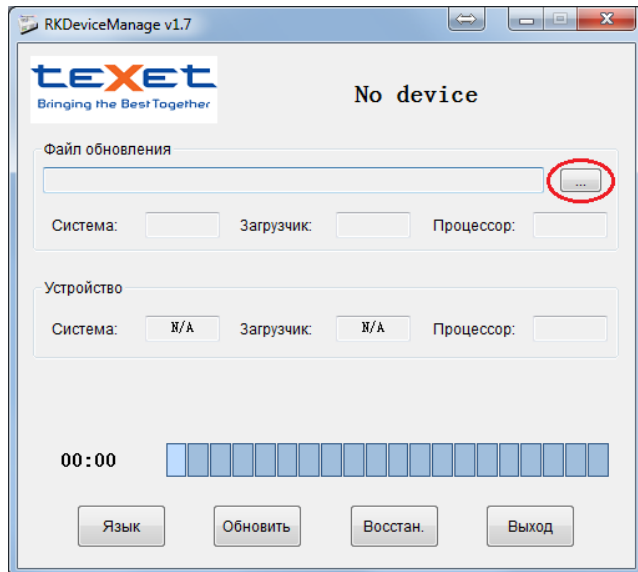 RKDeviceManage v1.7
teXet
Bringing the Best Together
No device
Файл обновления
...
Система: Загрузчик: Процессор:
Устройство
Система: N/A Загрузчик: N/A Процессор:
00:00
Язык Обновить Восстан. Выход